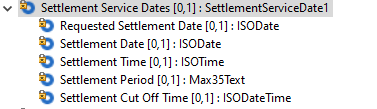 Settlement Service Dates [0,1] : SettlementServiceDate1
Requested Settlement Date [0,1] : ISODate
Settlement Date [0,1] : ISODate
Settlement Time [0,1] : ISOTime
Settlement Period [0,1] : Max35Text
Settlement Cut Off Time [0,1] : ISODateTime